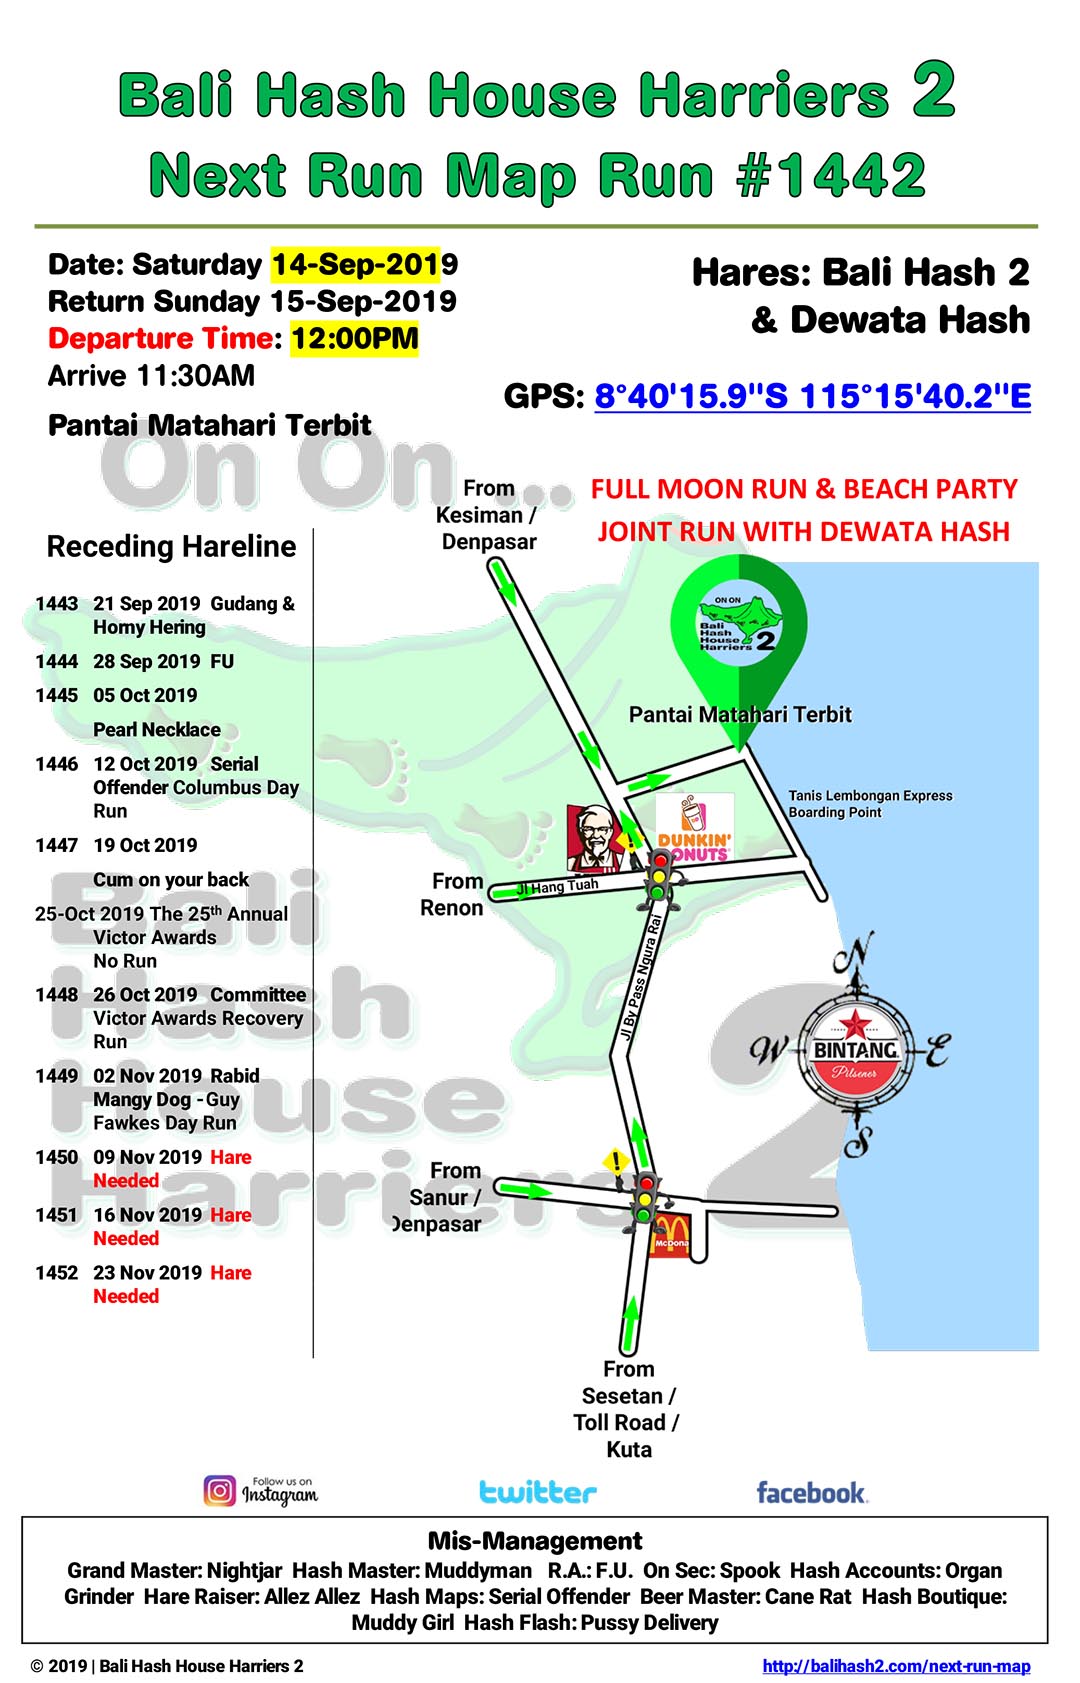 Bali Hash House Harriers 2
Next Run Map Run #1442
Date: Saturday 14-Sep-2019
Return Sunday 15-Sep-2019
Departure Time: 12:00PM
Arrive 11:30AM
Pantai Matahari Terbit
Hares: Bali Hash 2
& Dewata Hash
GPS: 8°40'15.9"S 115°15'40.2"E
On On ...
FULL MOON RUN & BEACH PARTY
JOINT RUN WITH DEWATA HASH
Receding Hareline
1443 21 Sep 2019 Gudang &
Horny Hering
1444 28 Sep 2019 FU
1445 05 Oct 2019
Pearl Necklace
1446 12 Oct 2019 Serial
Offender Columbus Day
Run
1447 19 Oct 2019
Cum on your back
25-Oct 2019 The 25th Annual
Victor Awards
No Run
1448 26 Oct 2019 Committee
Victor Awards Recovery
Run
1449 02 Nov 2019 Rabid
Mangy Dog -Guy
Fawkes Day Run
1450 09 Nov 2019 Hare
Needed
1451 16 Nov 2019 Hare
Needed
1452 23 Nov 2019 Hare
Needed
Bali
Hash
House
Harriers 2
From
Kesiman /
Denpasar
ON ON
Bali
Hash
House
Harriers 2
Pantai Matahari Terbit
Tanis Lembongan Express
Boarding Point
DUNKIN'
DONUTS
From
Renon
Jl Hang Tuah
Jl By Pass Ngura Rai
N
W
E
S
BINTANG
Pilsener
From
Sanur /
Denpasar
McDona
From
Sesetan /
Toll Road /
Kuta
Follow us on
Instagram
twitter
facebook
Mis-Management
Grand Master: Nightjar Hash Master: Muddyman R.A.: F.U. On Sec: Spook Hash Accounts: Organ
Grinder Hare Raiser: Allez Allez Hash Maps: Serial Offender Beer Master: Cane Rat Hash Boutique:
Muddy Girl Hash Flash: Pussy Delivery
© 2019 | Bali Hash House Harriers 2
http://balihash2.com/next-run-map